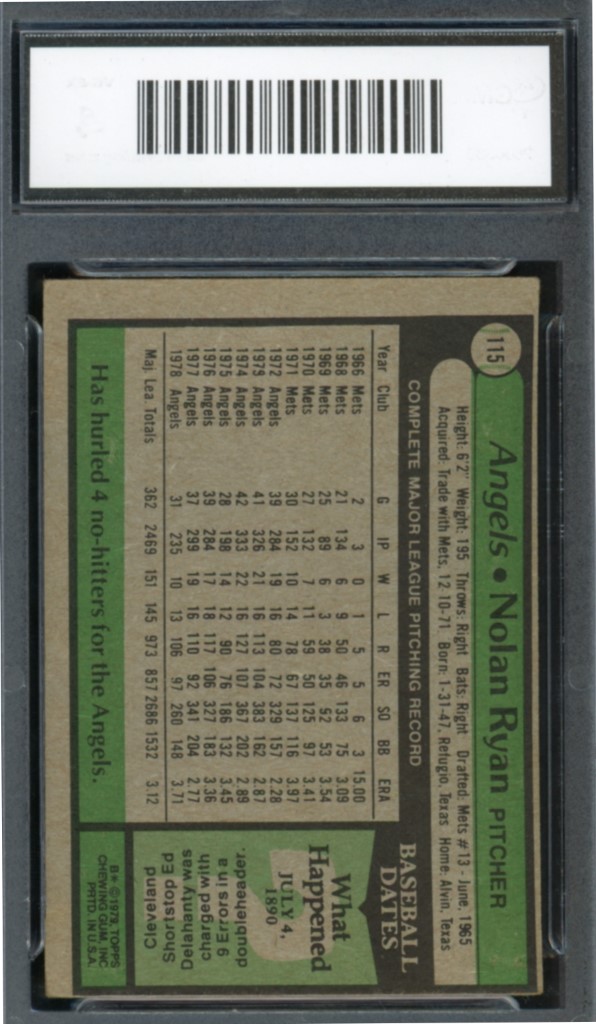 115
Angels • Nolan Ryan PITCHER
Height: 6'2" Weight: 195 Throws: Right Bats: Right Drafted: Mets #13 - June, 1965
Acquired: Trade with Mets, 12-10-71 Born: 1-31-47, Refugio, Texas Home: Alvin, Texas
COMPLETE MAJOR LEAGUE PITCHING RECORD
Year Club G IP W L R ER SO BB ERA
1966 Mets 2 3 0 1 5 5 6 3 15.00
1968 Mets 21 134 6 9 50 46 133 75 3.09
1969 Mets 25 89 6 3 38 35 92 53 3.54
1970 Mets 27 132 7 11 59 50 125 97 3.41
1971 Mets 30 152 10 14 78 67 137 116 3.97
1972 Angels 39 284 19 16 80 72 329 157 2.28
1973 Angels 41 326 21 16 113 104 383 162 2.87
1974 Angels 42 333 22 16 127 107 367 202 2.89
1975 Angels 28 198 14 12 90 76 186 132 3.45
1976 Angels 39 284 17 18 117 106 327 183 3.36
1977 Angels 37 299 19 16 110 92 341 204 2.77
1978 Angels 31 235 10 13 106 97 260 148 3.71
Maj. Lea. Totals 362 2469 151 145 973 857 2686 1532 3.12
Has hurled 4 no-hitters for the Angels.
BASEBALL
DATES
What
Happened
JULY 4,
1890
Cleveland
Shortstop Ed
Delahanty was
charged with
9 Errors in a
doubleheader.
B* © 1979, TOPPS
CHEWING GUM, INC.
PRTD. IN U.S.A.